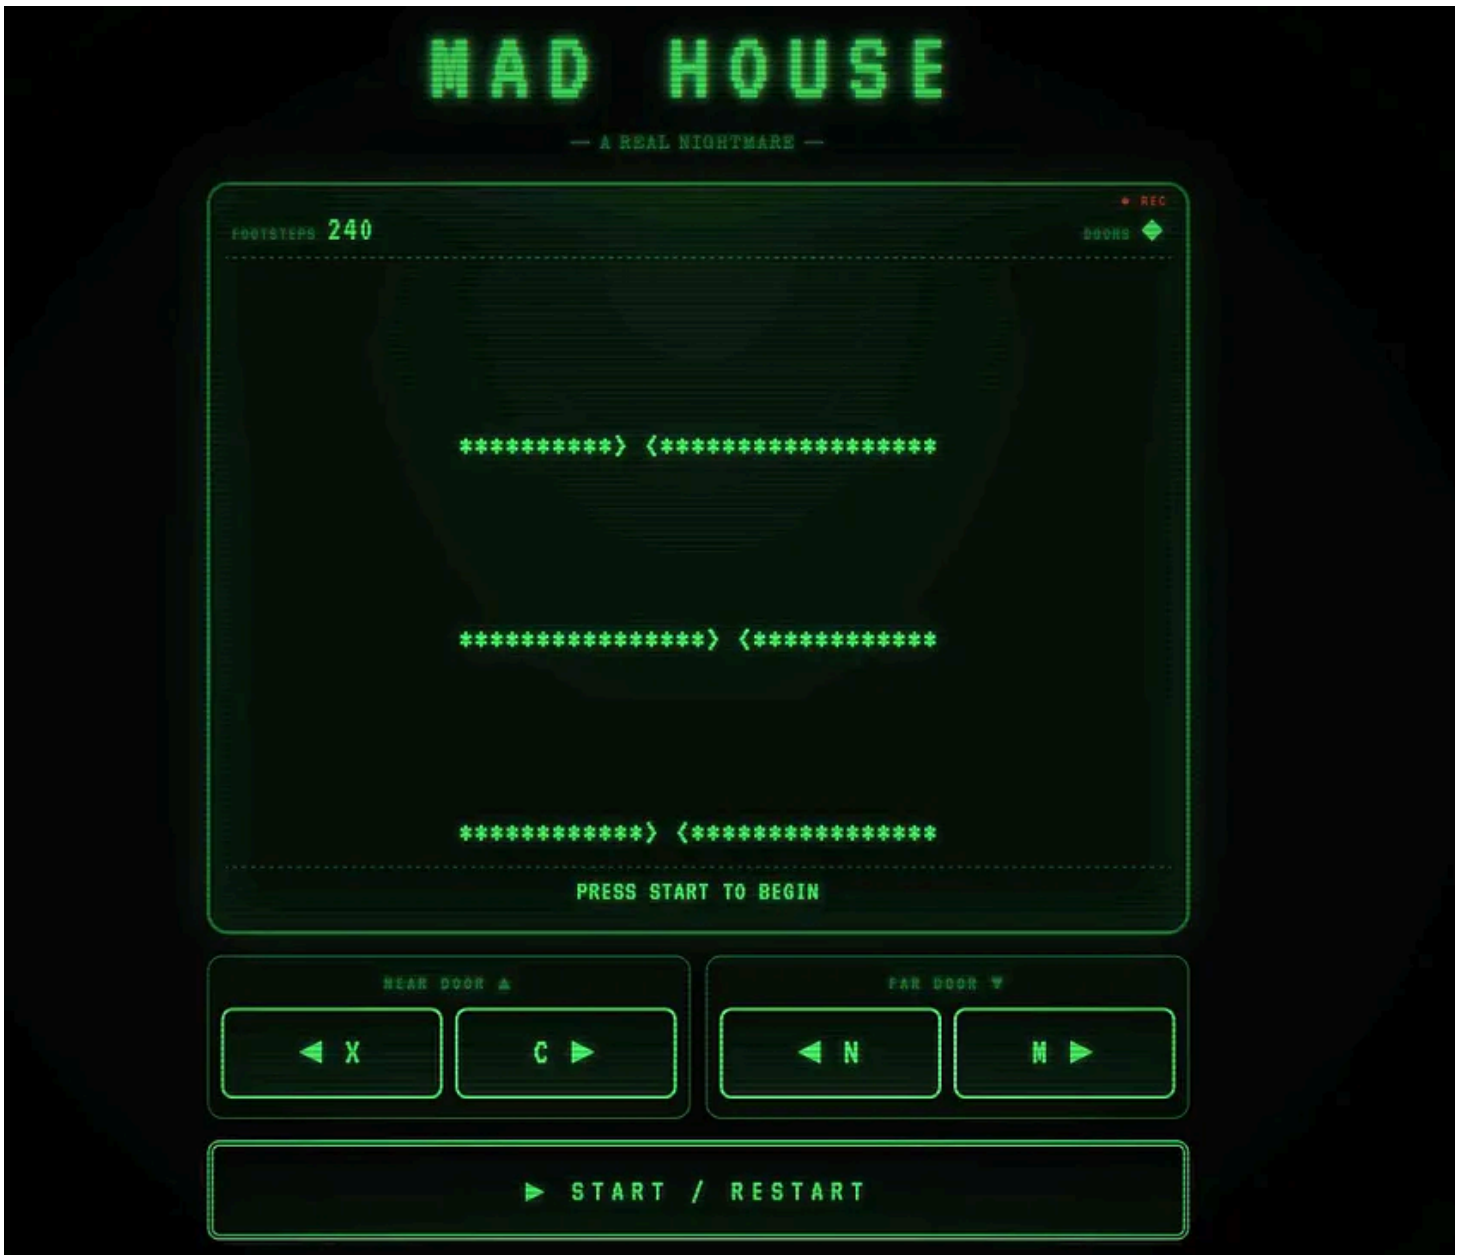 MAD HOUSE
— A REAL NIGHTMARE —
● REC
FOOTSTEPS 240
DOORS ◆
**********> <******************
****************> <************
************> <****************
PRESS START TO BEGIN
NEAR DOOR ▲
FAR DOOR ▼
◀ X
C ▶
◀ N
M ▶
▶ START / RESTART